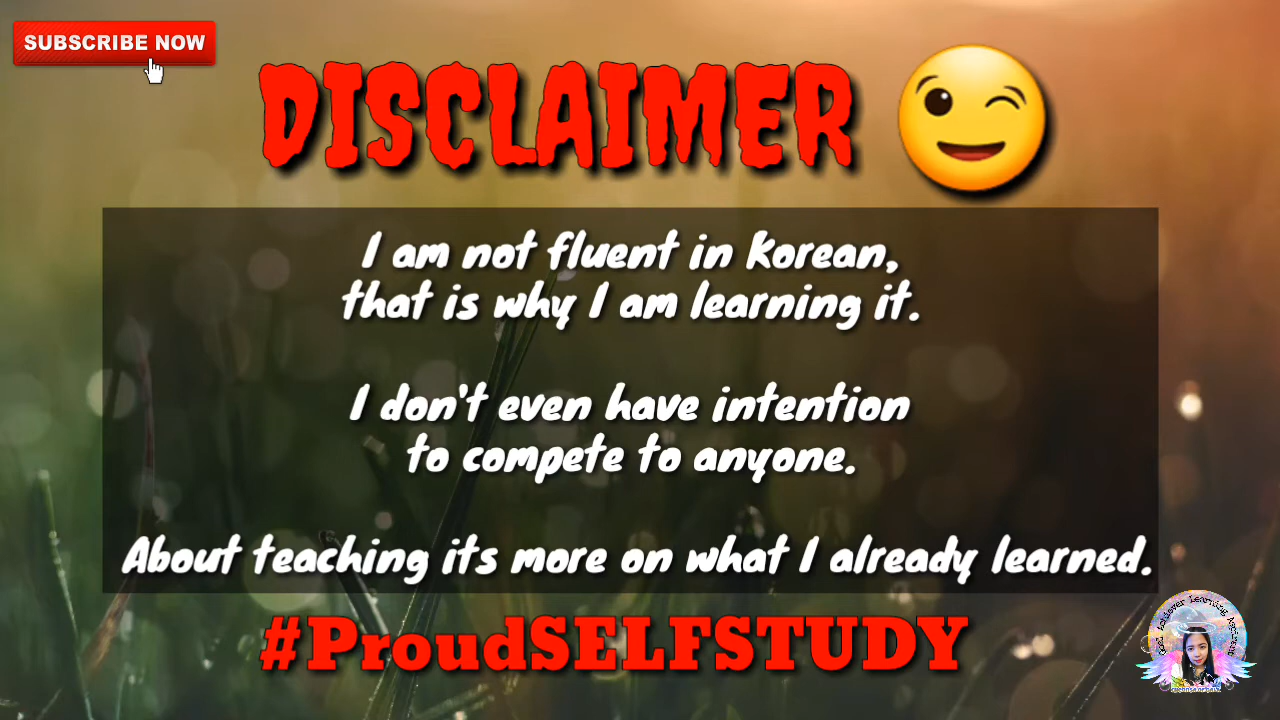 SUBSCRIBE NOW
DISCLAIMER
I am not fluent in Korean,
that is why I am learning it.
I don't even have intention
to compete to anyone.
About teaching its more on what I already learned.
#ProudSELFSTUDY